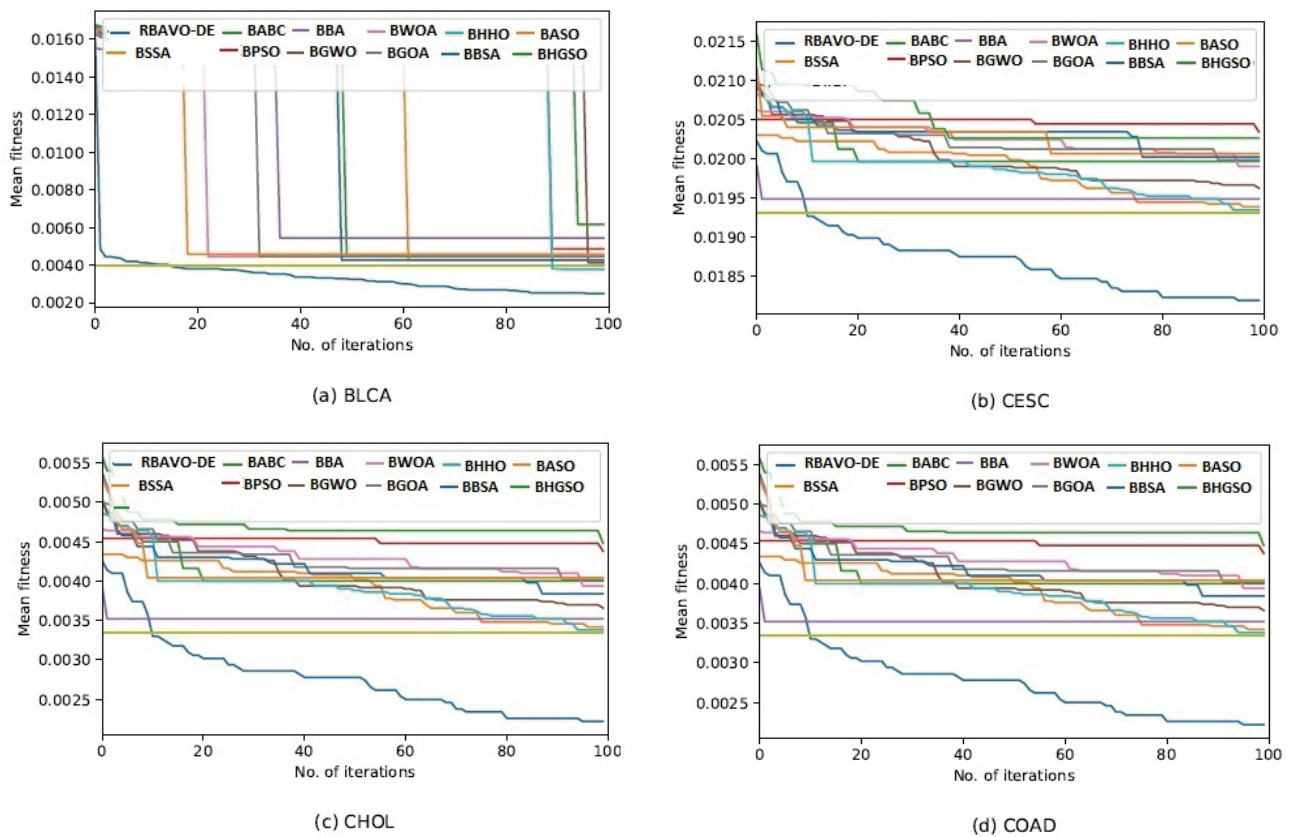 0.0160
0.0140
0.0120
0.0100
0.0080
0.0060
0.0040
0.0020
Mean fitness
RBAVO-DE BABC BBA BWOA BHHO BASO
BSSA BPSO BGWO BGOA BBSA BHGSO
0 20 40 60 80 100
No. of iterations
(a) BLCA
0.0215
0.0210
0.0205
0.0200
0.0195
0.0190
0.0185
Mean fitness
RBAVO-DE BABC BBA BWOA BHHO BASO
BSSA BPSO BGWO BGOA BBSA BHGSO
0 20 40 60 80 100
No. of iterations
(b) CESC
0.0055
0.0050
0.0045
0.0040
0.0035
0.0030
0.0025
Mean fitness
RBAVO-DE BABC BBA BWOA BHHO BASO
BSSA BPSO BGWO BGOA BBSA BHGSO
0 20 40 60 80 100
No. of iterations
(c) CHOL
0.0055
0.0050
0.0045
0.0040
0.0035
0.0030
0.0025
Mean fitness
RBAVO-DE BABC BBA BWOA BHHO BASO
BSSA BPSO BGWO BGOA BBSA BHGSO
0 20 40 60 80 100
No. of iterations
(d) COAD